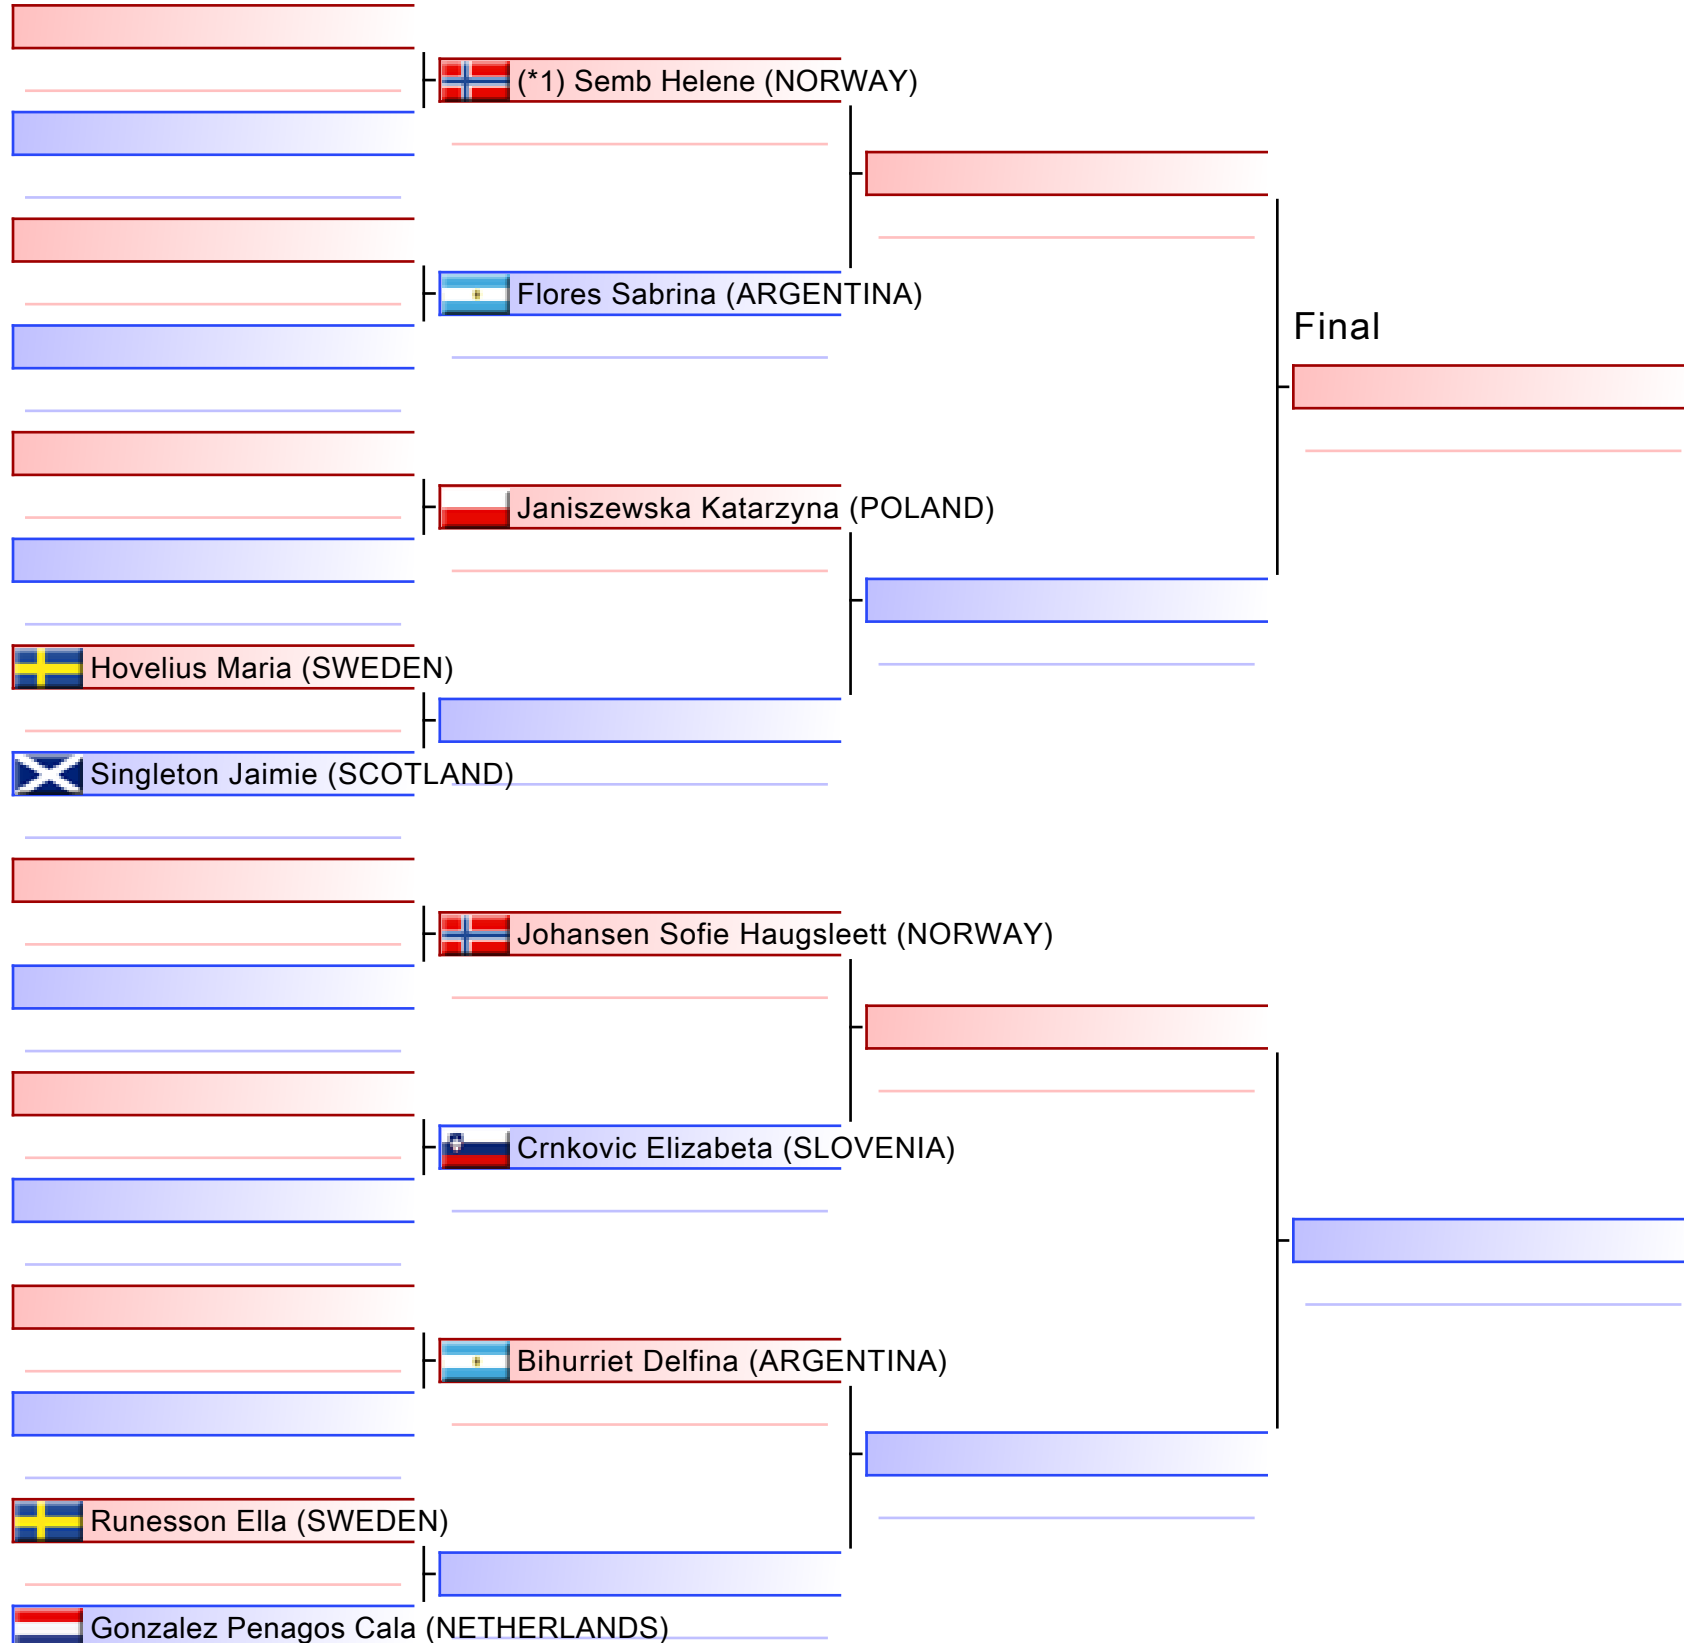 (*1) Semb Helene (NORWAY)
Flores Sabrina (ARGENTINA)
Final
Janiszewska Katarzyna (POLAND)
Hovelius Maria (SWEDEN)
Singleton Jaimie (SCOTLAND)
Johansen Sofie Haugsleett (NORWAY)
Crnkovic Elizabeta (SLOVENIA)
Bihurriet Delfina (ARGENTINA)
Runesson Ella (SWEDEN)
Gonzalez Penagos Cala (NETHERLANDS)